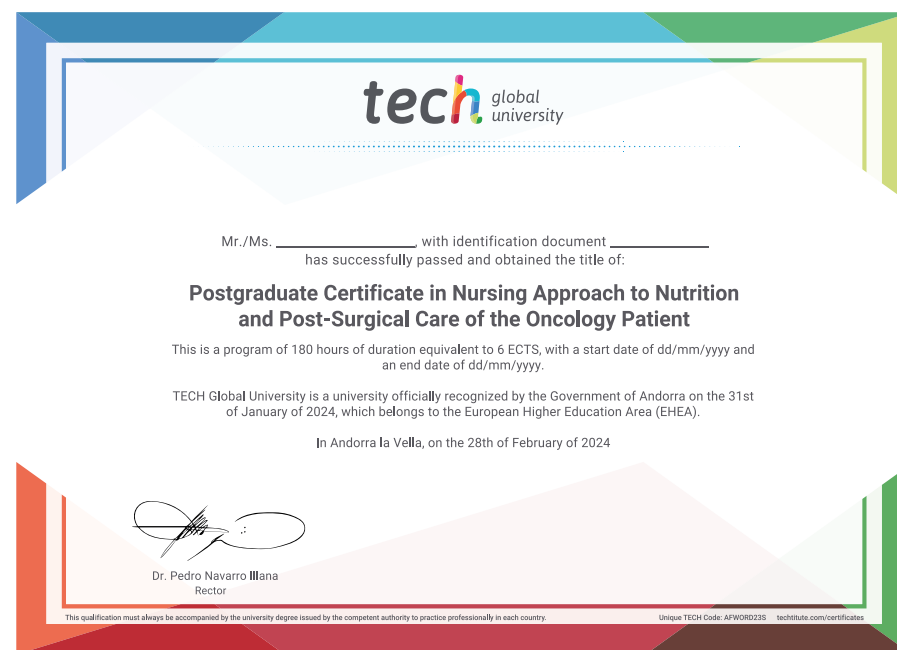 tech global
university
Mr./Ms. ____________, with identification document ____________
has successfully passed and obtained the title of:
Postgraduate Certificate in Nursing Approach to Nutrition
and Post-Surgical Care of the Oncology Patient
This is a program of 180 hours of duration equivalent to 6 ECTS, with a start date of dd/mm/yyyy and
an end date of dd/mm/yyyy.
TECH Global University is a university officially recognized by the Government of Andorra on the 31st
of January of 2024, which belongs to the European Higher Education Area (EHEA).
In Andorra la Vella, on the 28th of February of 2024
Dr. Pedro Navarro Illana
Rector
This qualification must always be accompanied by the university degree issued by the competent authority to practice professionally in each country.
Unique TECH Code: AFWORD23S techtitute.com/certificates